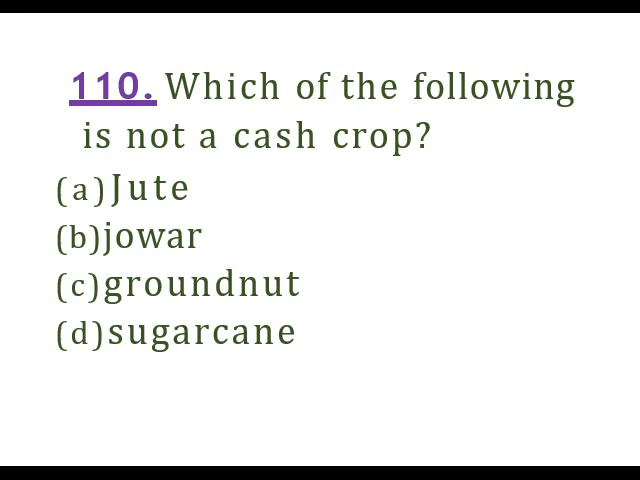 110. Which of the following
is not a cash crop?
(a)Jute
(b)jowar
(c)groundnut
(d)sugarcane